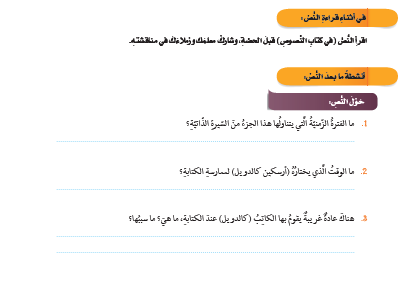 في أثناءِ قراءةِ النَّصِّ:
اقرأ النَّصَّ (في كتابِ النُّصوصِ) قبلَ الحصَّةِ، وشاركْ معلمَكَ وزملاءَكَ في مناقشتِهِ.
أنشطةُ ما بعدَ النَّصِّ:
حَوْلَ النَّصِّ:
1. ما الفترةُ الزَّمنيَّةُ الَّتي يتناولُها هذا الجزءُ منَ السّيرةِ الذَّاتيَّةِ؟
2. ما الوقتُ الَّذي يختارُهُ (أرسكين كالدويل) لممارسةِ الكتابةِ؟
3. هناكَ عادةٌ غريبةٌ يقومُ بها الكاتِبُ (كالدويل) عندَ الكتابةِ، ما هيَ؟ ما سببُها؟